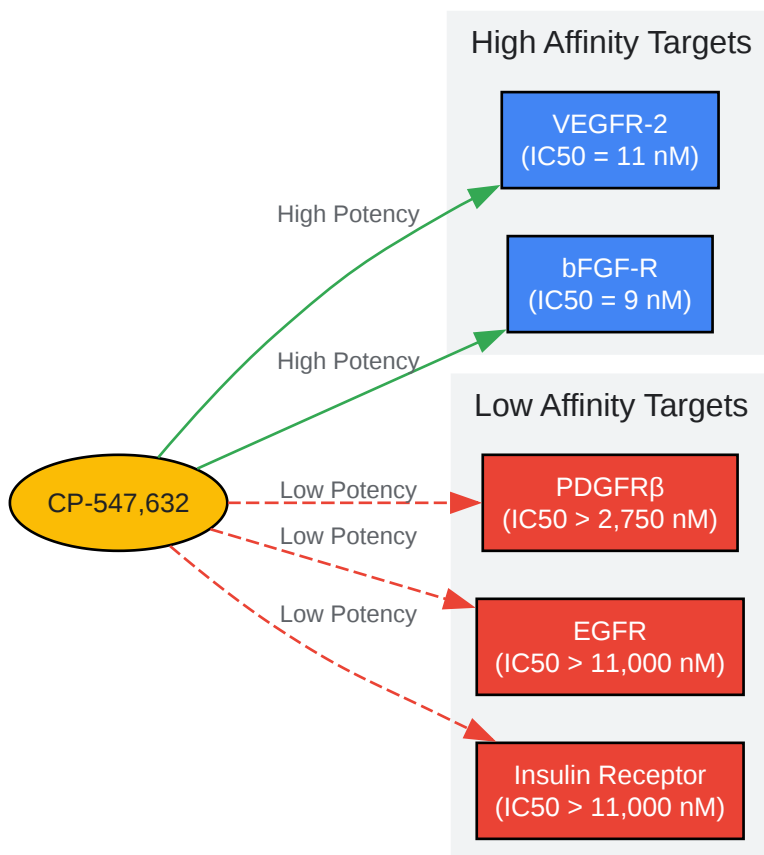 High Affinity Targets
VEGFR-2
(IC50 = 11 nM)
High Potency
bFGF-R
(IC50 = 9 nM)
High Potency
Low Affinity Targets
CP-547,632
Low Potency
PDGFRβ
(IC50 > 2,750 nM)
Low Potency
EGFR
(IC50 > 11,000 nM)
Low Potency
Insulin Receptor
(IC50 > 11,000 nM)